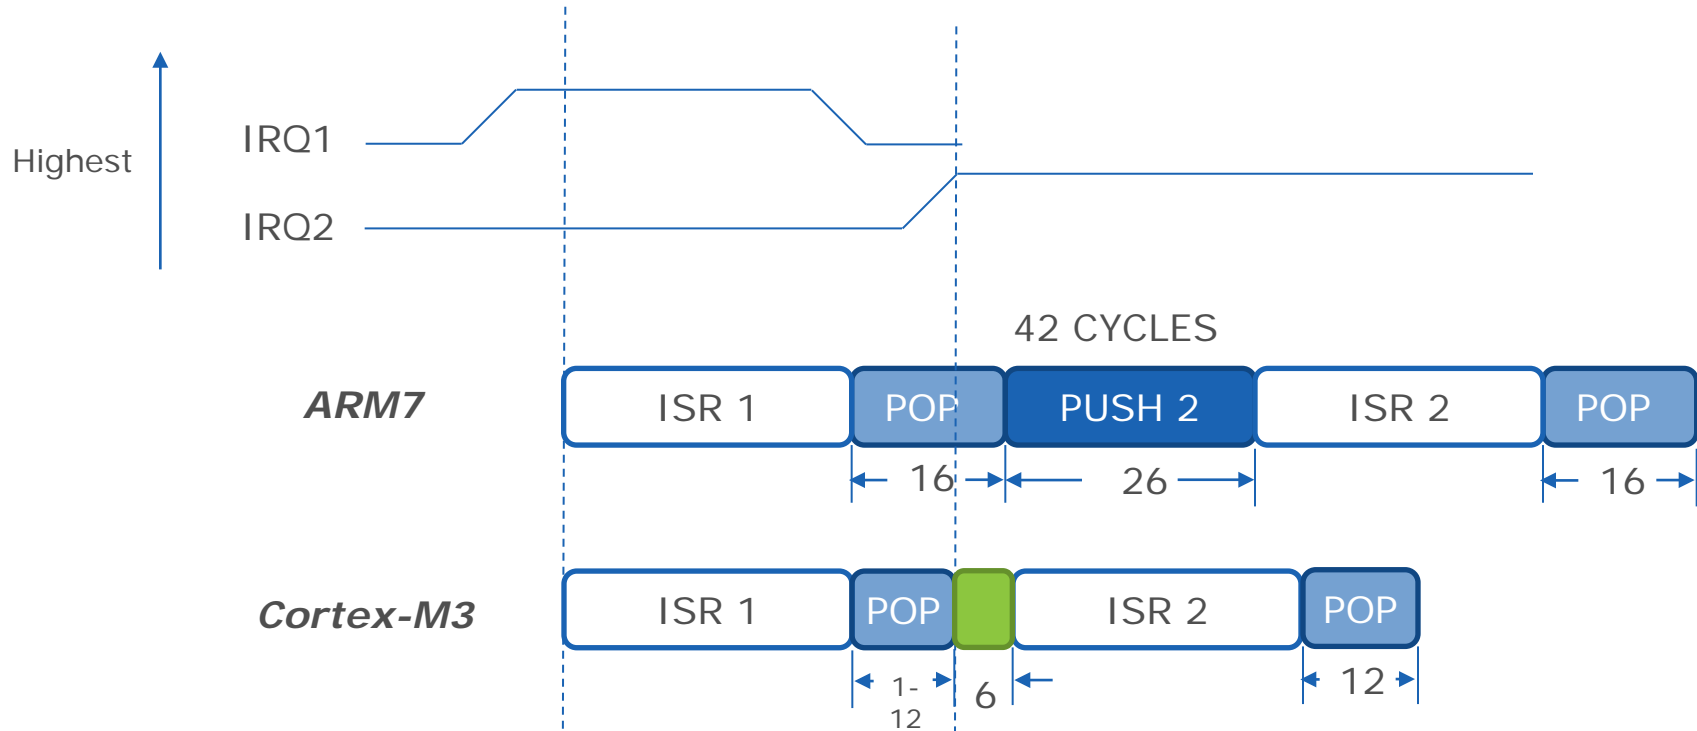 IRQ1
Highest
IRQ2
42 CYCLES
ARM7
ISR 1
POP
PUSH 2
ISR 2
POP
16
26
16
Cortex-M3
ISR 1
POP
ISR 2
POP
1-
12
6
12